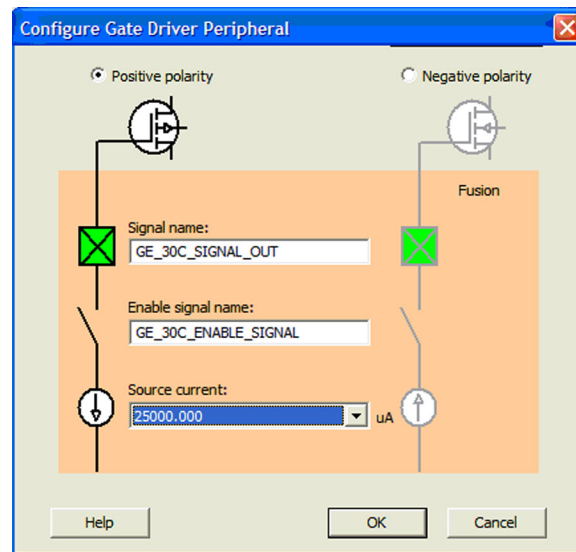 Configure Gate Driver Peripheral
Positive polarity
Negative polarity
Fusion
Signal name:
GE_30C_SIGNAL_OUT
Enable signal name:
GE_30C_ENABLE_SIGNAL
Source current:
25000.000
uA
Help
OK
Cancel